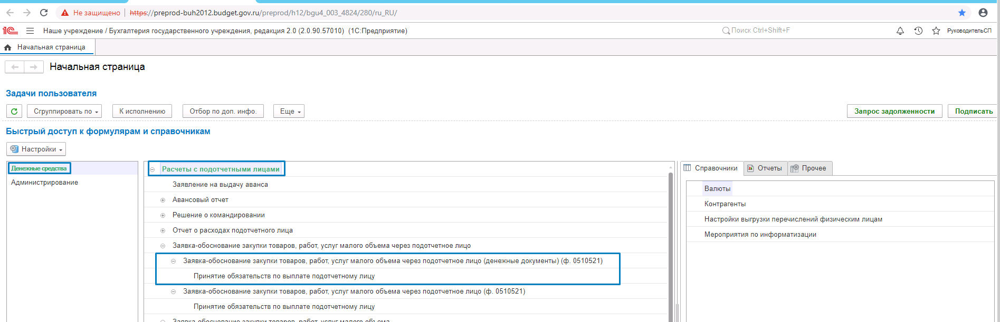 Не защищено
https://preprod-buh2012.budget.gov.ru/preprod/h12/bgu4_003_4824/280/ru_RU/
1С Наше учреждение / Бухгалтерия государственного учреждения, редакция 2.0 (2.0.90.57010) (1С:Предприятие)
Поиск Ctrl+Shift+F
РуководительСП
Начальная страница
Начальная страница
Задачи пользователя
Сгруппировать по
К исполнению
Отбор по доп. инфо.
Еще
Запрос задолженности
Подписать
Быстрый доступ к формулярам и справочникам
Настройки
Денежные средства
Администрирование
Расчеты с подотчетными лицами
Заявление на выдачу аванса
Авансовый отчет
Решение о командировании
Отчет о расходах подотчетного лица
Заявка-обоснование закупки товаров, работ, услуг малого объема через подотчетное лицо
Заявка-обоснование закупки товаров, работ, услуг малого объема через подотчетное лицо (денежные документы) (ф. 0510521)
Принятие обязательств по выплате подотчетному лицу
Заявка-обоснование закупки товаров, работ, услуг малого объема через подотчетное лицо (ф. 0510521)
Принятие обязательств по выплате подотчетному лицу
Заявка-обоснование закупки товаров, работ, услуг малого объема
Справочники
Отчеты
Прочее
Валюты
Контрагенты
Настройки выгрузки перечислений физическим лицам
Мероприятия по информатизации